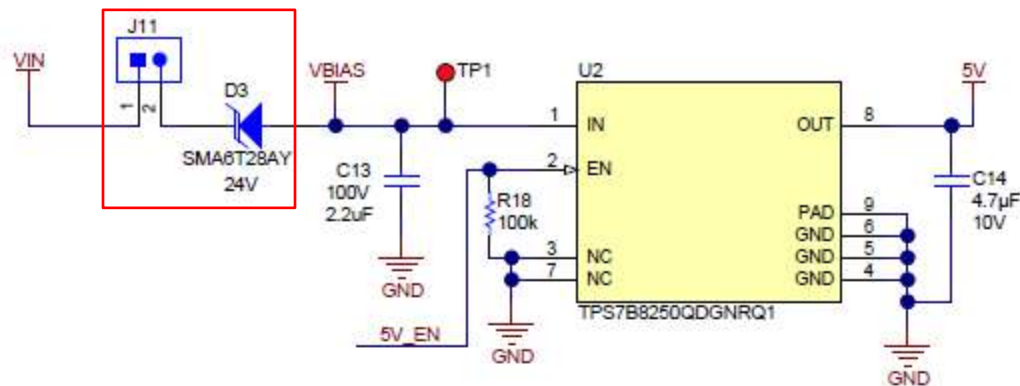 J11
VIN
1
2
D3
SMA6T28AY
24V
VBIAS
TP1
C13
100V
2.2uF
GND
5V_EN
R18
100k
GND
U2
1
IN
2
EN
3
NC
7
NC
OUT
8
PAD
9
GND
6
GND
5
GND
4
TPS7B8250QDGNRQ1
5V
C14
4.7µF
10V
GND